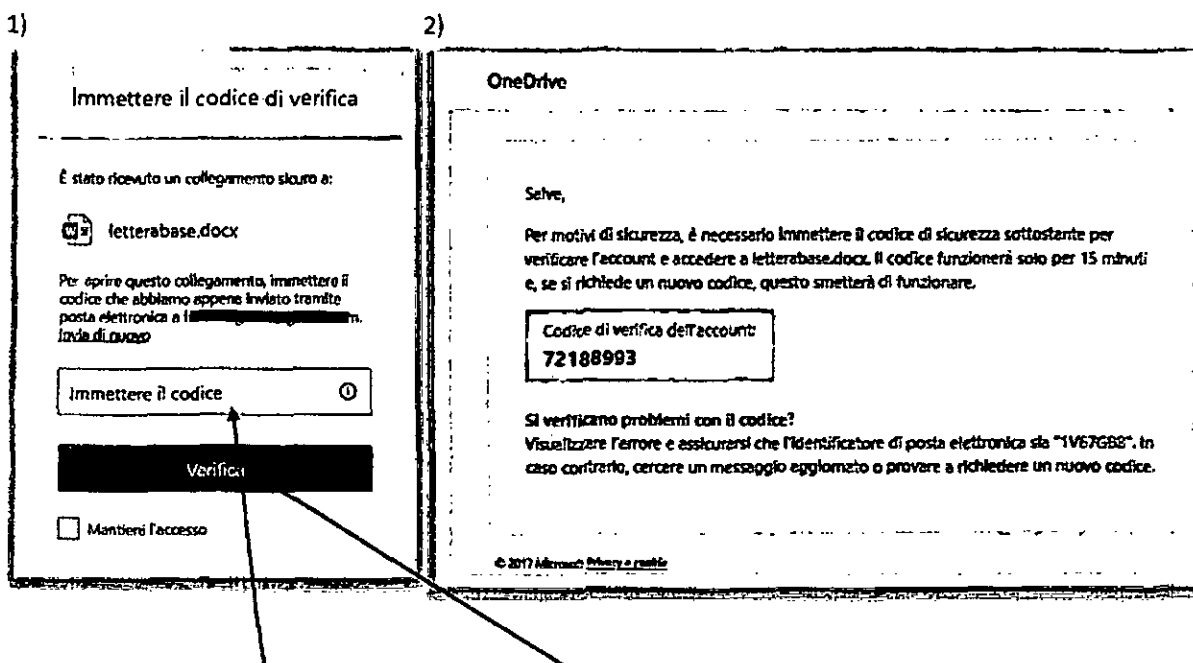 1)
Immettere il codice di verifica
È stato ricevuto un collegamento sicuro a:
letterabase.docx
Per aprire questo collegamento, immettere il
codice che abbiamo appena inviato tramite
posta elettronica a
Invia di nuovo
Immettere il codice
Verifica
Mantieni l'accesso
2)
OneDrive
Salve,
Per motivi di sicurezza, è necessario immettere il codice di sicurezza sottostante per
verificare l'account e accedere a letterabase.docx. Il codice funzionerà solo per 15 minuti
e, se si richiede un nuovo codice, questo smetterà di funzionare.
Codice di verifica dell'account:
72188993
Si verificano problemi con il codice?
Visualizzare l'errore e assicurarsi che l'identificatore di posta elettronica sia "1V67GB8". In
caso contrario, cercare un messaggio aggiornato o provare a richiedere un nuovo codice.
© 2017 Microsoft Privacy e cookie